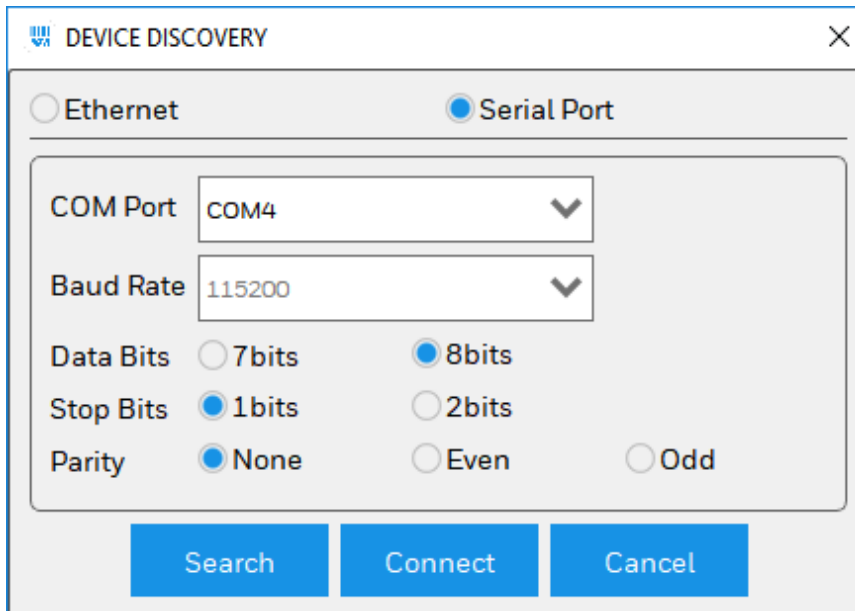 DEVICE DISCOVERY
Ethernet Serial Port
COM Port COM4
Baud Rate 115200
Data Bits 7bits 8bits
Stop Bits 1bits 2bits
Parity None Even Odd
Search Connect Cancel